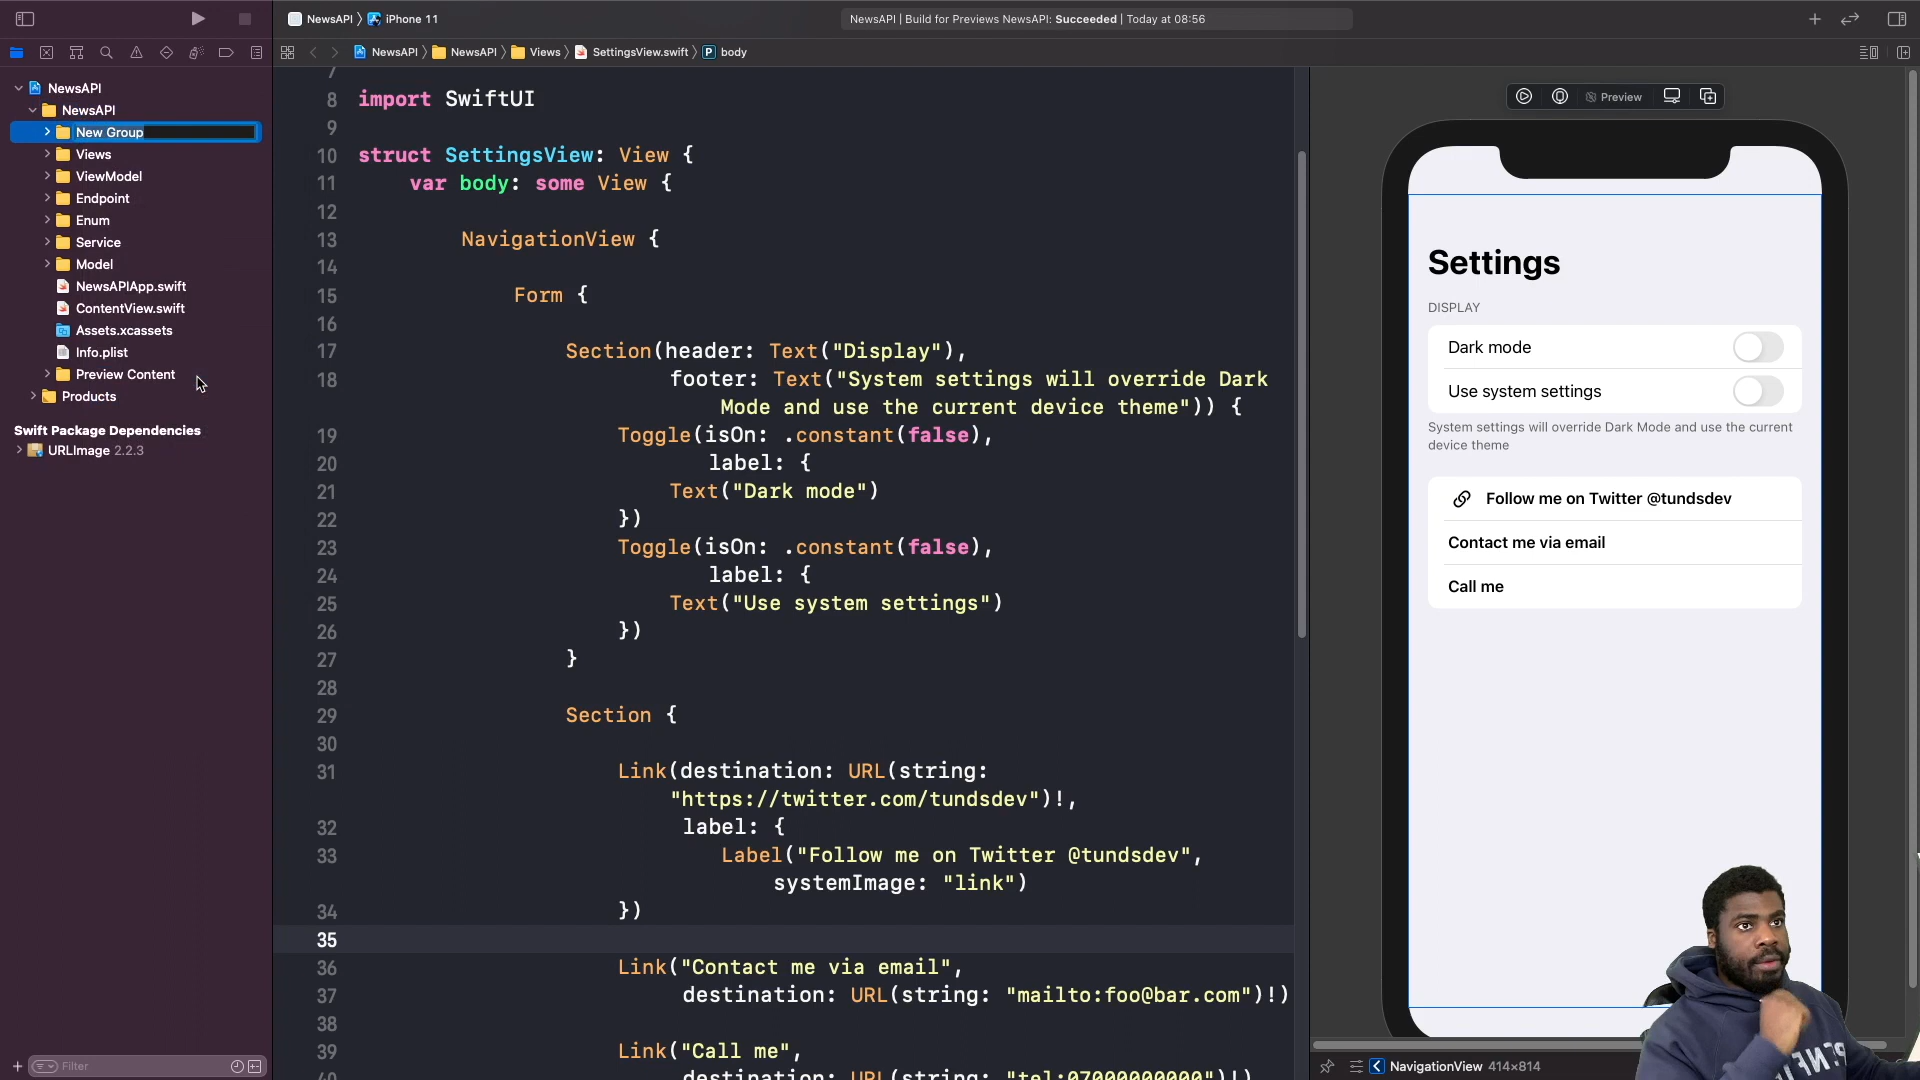 NewsAPI
iPhone 11
NewsAPI | Build for Previews NewsAPI: Succeeded | Today at 08:56
NewsAPI
NewsAPI
Views
SettingsView.swift
P body
NewsAPI
NewsAPI
New Group
Views
ViewModel
Endpoint
Enum
Service
Model
NewsAPIApp.swift
ContentView.swift
Assets.xcassets
Info.plist
Preview Content
Products
Swift Package Dependencies
URLImage 2.2.3
Filter
7
8 import SwiftUI
9
10 struct SettingsView: View {
11 var body: some View {
12
13 NavigationView {
14
15 Form {
16
17 Section(header: Text("Display"),
18 footer: Text("System settings will override Dark
Mode and use the current device theme")) {
19 Toggle(isOn: .constant(false),
20 label: {
21 Text("Dark mode")
22 })
23 Toggle(isOn: .constant(false),
24 label: {
25 Text("Use system settings")
26 })
27 }
28
29 Section {
30
31 Link(destination: URL(string:
"https://twitter.com/tundsdev")!,
32 label: {
33 Label("Follow me on Twitter @tundsdev",
systemImage: "link")
34 })
35
36 Link("Contact me via email",
37 destination: URL(string: "mailto:foo@bar.com")!)
38
39 Link("Call me",
40 destination: URL(string: "tel:07000000000")!)
Preview
Settings
DISPLAY
Dark mode
Use system settings
System settings will override Dark Mode and use the current
device theme
Follow me on Twitter @tundsdev
Contact me via email
Call me
NavigationView 414×814